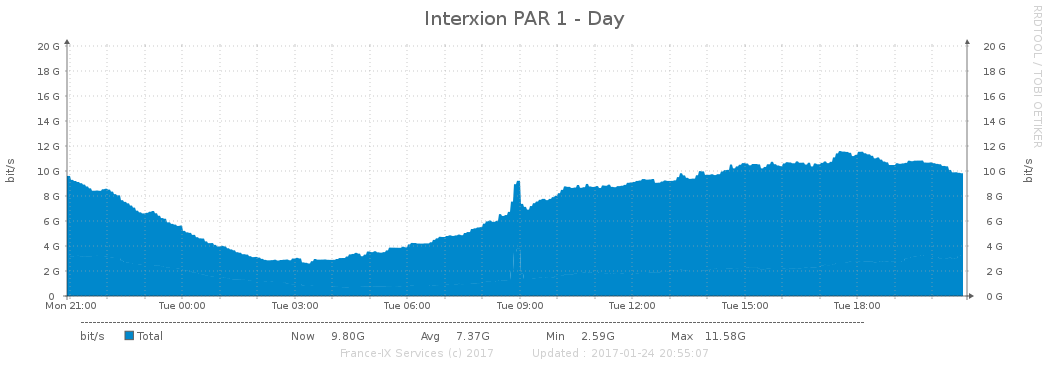 Interxion PAR 1 - Day
RRDTOOL / TOBI OETIKER
bit/s
20 G 20 G
18 G 18 G
16 G 16 G
14 G 14 G
12 G 12 G
10 G 10 G
8 G 8 G
6 G 6 G
4 G 4 G
2 G 2 G
0 0 G
bit/s
Mon 21:00 Tue 00:00 Tue 03:00 Tue 06:00 Tue 09:00 Tue 12:00 Tue 15:00 Tue 18:00
bit/s Total Now 9.80G Avg 7.37G Min 2.59G Max 11.58G
France-IX Services (c) 2017 Updated : 2017-01-24 20:55:07